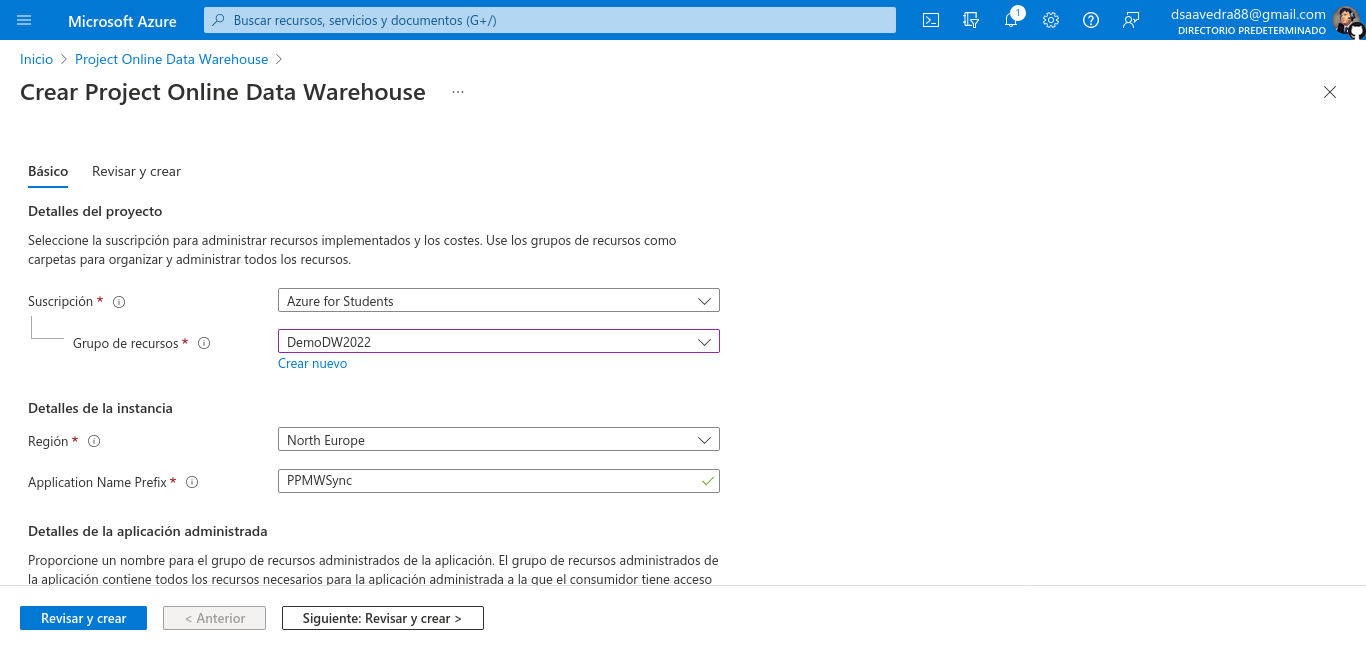 Microsoft Azure
Buscar recursos, servicios y documentos (G+/)
1
dsaavedra88@gmail.com
DIRECTORIO PREDETERMINADO
Inicio > Project Online Data Warehouse >
Crear Project Online Data Warehouse ...
Básico Revisar y crear
Detalles del proyecto
Seleccione la suscripción para administrar recursos implementados y los costes. Use los grupos de recursos como
carpetas para organizar y administrar todos los recursos.
Suscripción * Azure for Students
Grupo de recursos * DemoDW2022
Crear nuevo
Detalles de la instancia
Región * North Europe
Application Name Prefix * PPMWSync
Detalles de la aplicación administrada
Proporcione un nombre para el grupo de recursos administrados de la aplicación. El grupo de recursos administrados de
la aplicación contiene todos los recursos necesarios para la aplicación administrada a la que el consumidor tiene acceso
Revisar y crear < Anterior Siguiente: Revisar y crear >